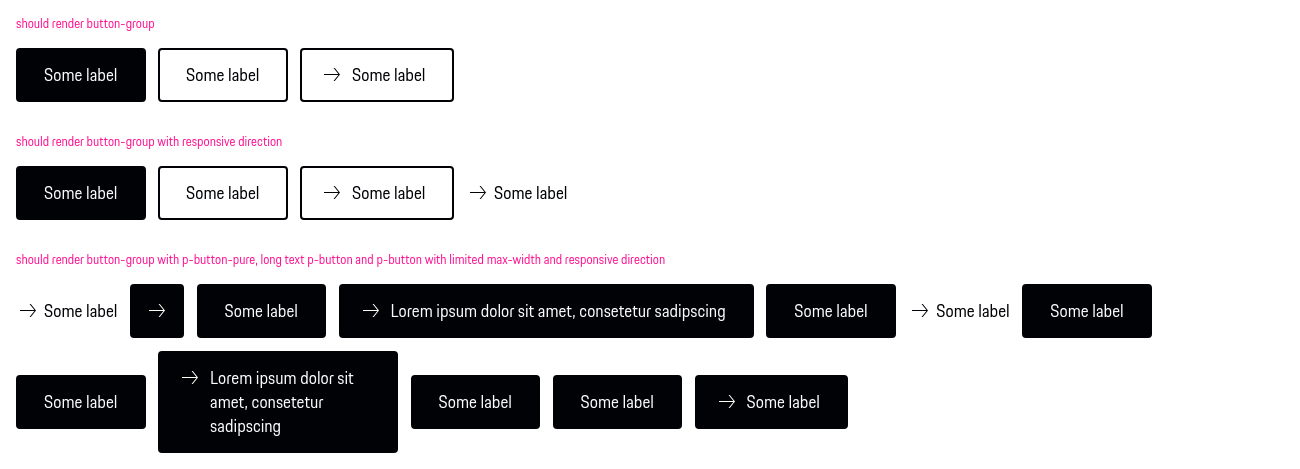 should render button-group
Some label Some label Some label
should render button-group with responsive direction
Some label Some label Some label Some label
should render button-group with p-button-pure, long text p-button and p-button with limited max-width and responsive direction
Some label Some label Lorem ipsum dolor sit amet, consetetur sadipscing Some label Some label Some label
Some label Lorem ipsum dolor sit
amet, consetetur
sadipscing
Some label Some label Some label